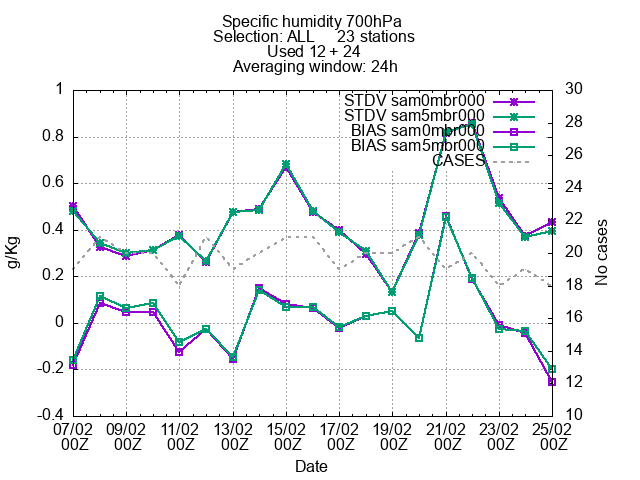 Specific humidity 700hPa
Selection: ALL 23 stations
Used 12 + 24
Averaging window: 24h
1
0.8
0.6
0.4
0.2
0
-0.2
-0.4
g/Kg
30
28
26
24
22
20
18
16
14
12
10
No cases
STDV sam0mbr000
STDV sam5mbr000
BIAS sam0mbr000
BIAS sam5mbr000
CASES
07/02 09/02 11/02 13/02 15/02 17/02 19/02 21/02 23/02 25/02
00Z 00Z 00Z 00Z 00Z 00Z 00Z 00Z 00Z 00Z
Date